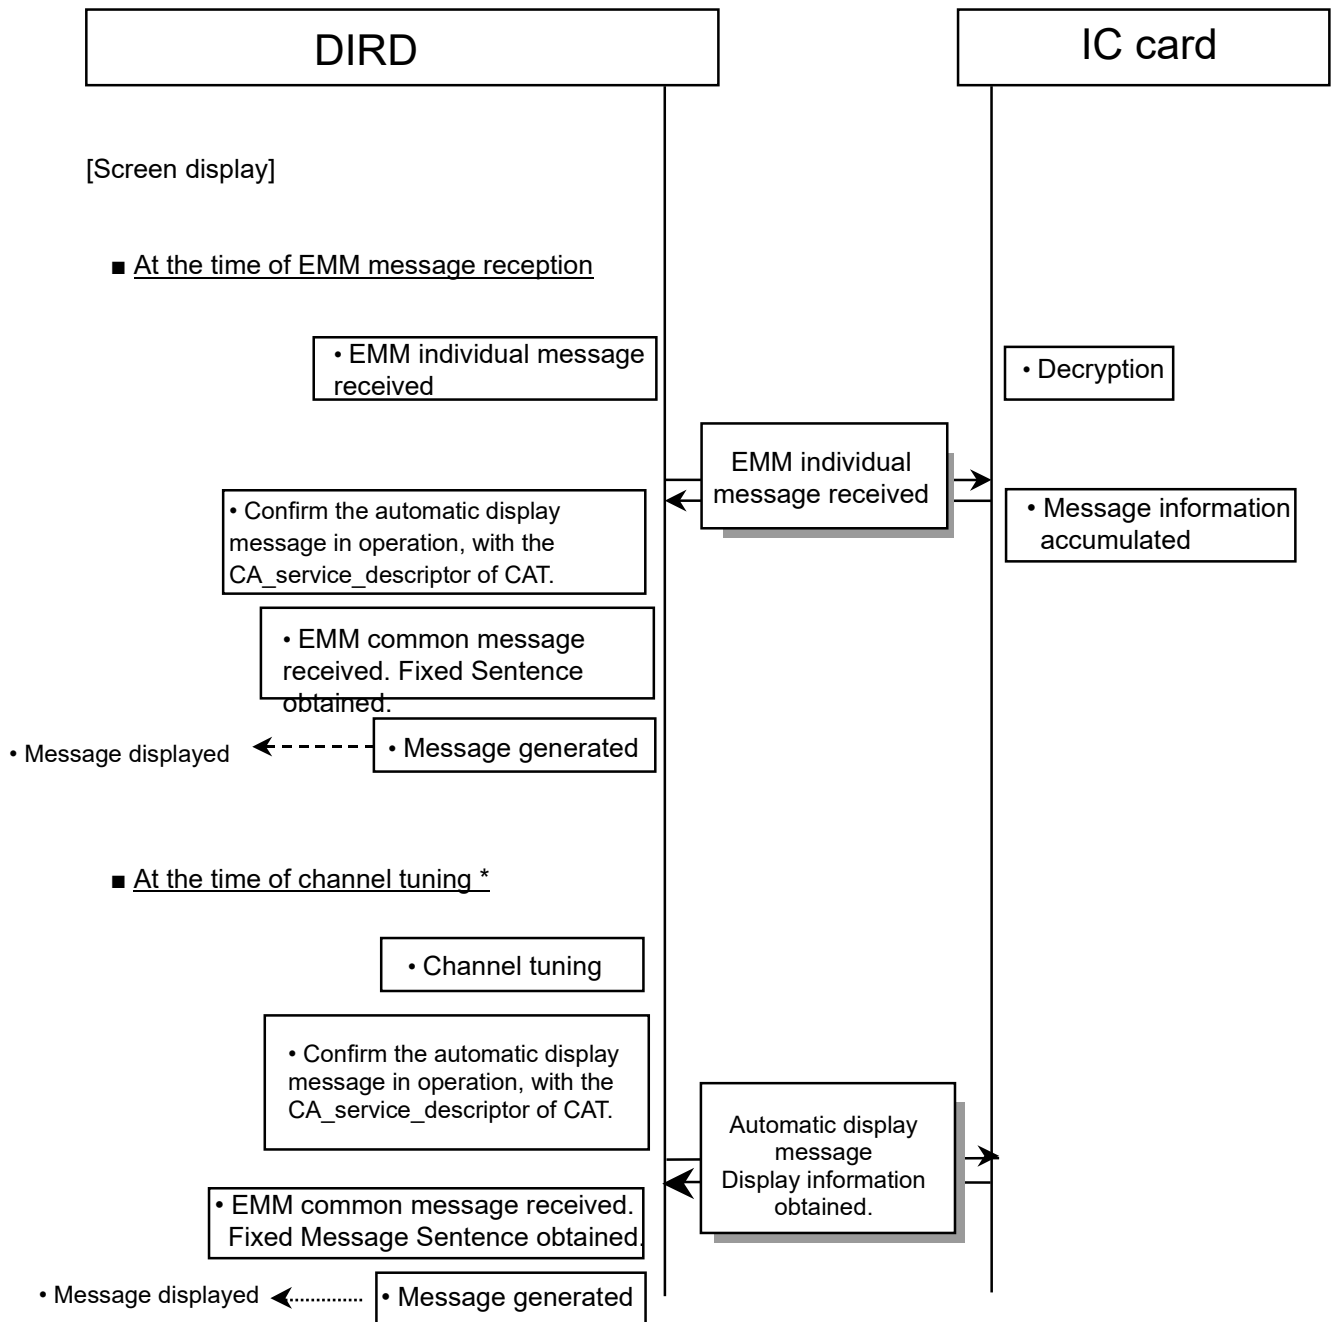 DIRD
IC card
[Screen display]
■ At the time of EMM message reception
• EMM individual message
received
• Decryption
EMM individual
message received
• Confirm the automatic display
message in operation, with the
CA_service_descriptor of CAT.
• Message information
accumulated
• EMM common message
received. Fixed Sentence
obtained.
• Message displayed
• Message generated
■ At the time of channel tuning *
• Channel tuning
• Confirm the automatic display
message in operation, with the
CA_service_descriptor of CAT.
Automatic display
message
Display information
obtained.
• EMM common message received.
Fixed Message Sentence obtained.
• Message displayed
• Message generated